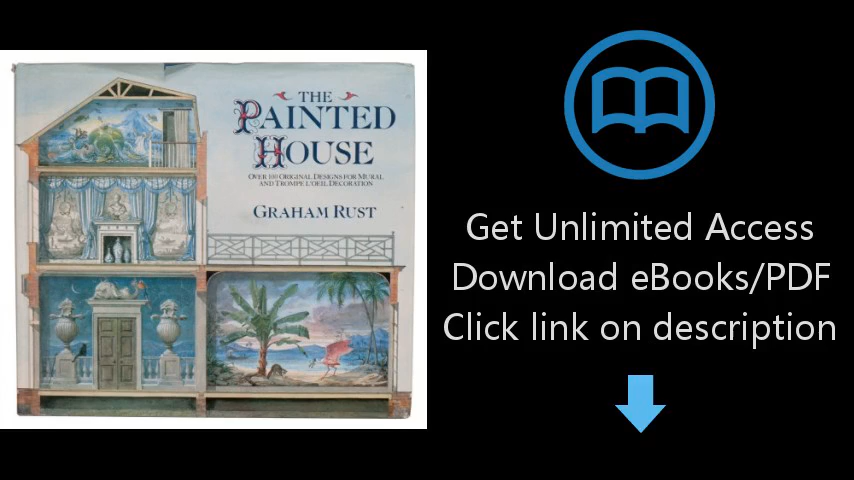 THE
PAINTED
HOUSE
OVER 100 ORIGINAL DESIGNS FOR MURAL
AND TROMPE L'OEIL DECORATION
GRAHAM RUST
Get Unlimited Access
Download eBooks/PDF
Click link on description